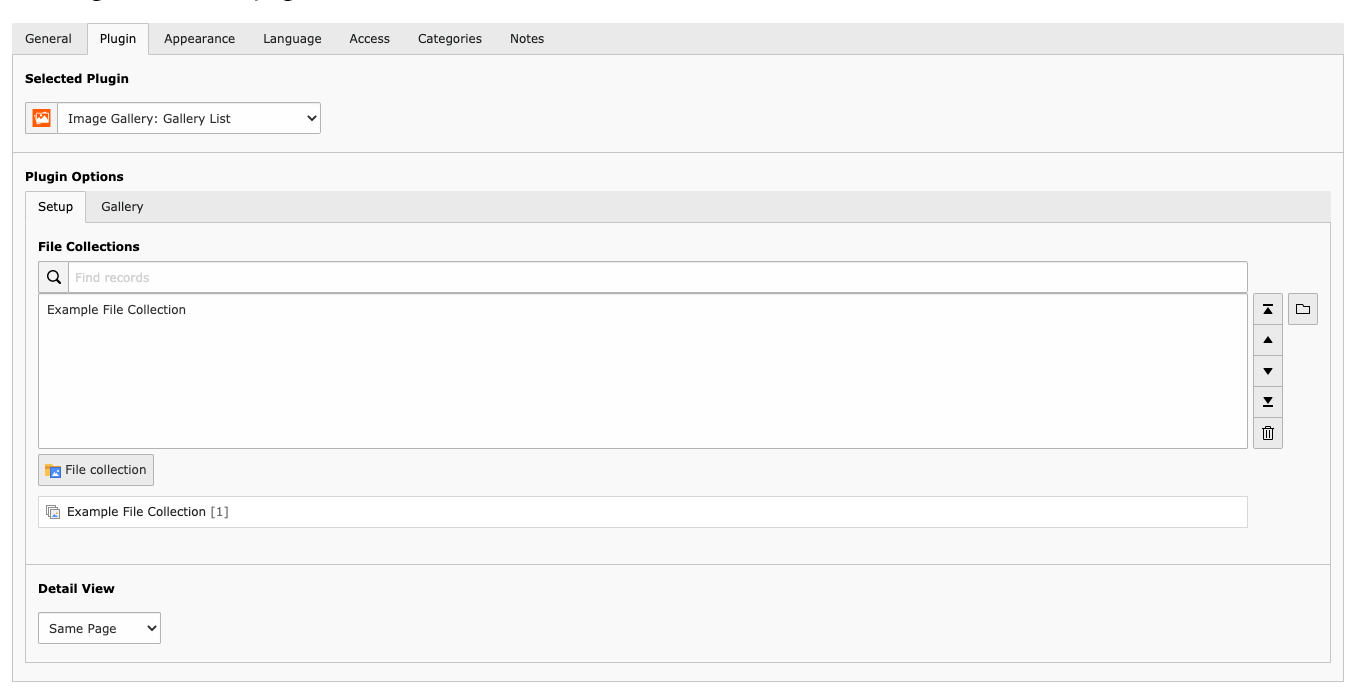 General Plugin Appearance Language Access Categories Notes
Selected Plugin
Image Gallery: Gallery List
Plugin Options
Setup Gallery
File Collections
Find records
Example File Collection
File collection
Example File Collection [1]
Detail View
Same Page